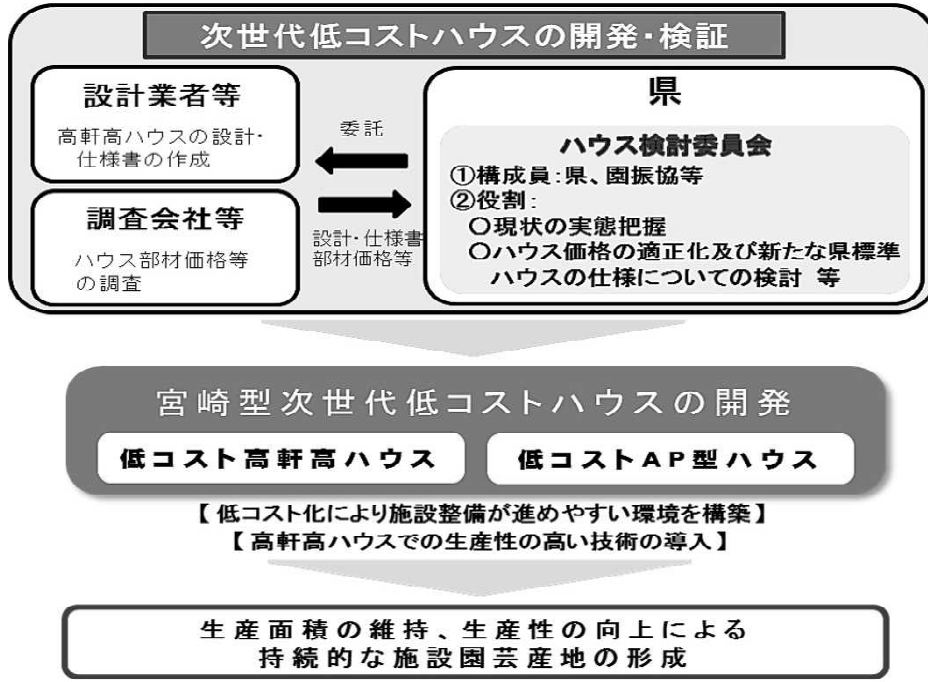 次世代低コストハウスの開発・検証
設計業者等
高軒高ハウスの設計・
仕様書の作成
調査会社等
ハウス部材価格等
の調査
委託
設計・仕様書
部材価格等
県
ハウス検討委員会
①構成員:県、園振協等
②役割:
〇現状の実態把握
〇ハウス価格の適正化及び新たな県標準
ハウスの仕様についての検討 等
宮崎型次世代低コストハウスの開発
低コスト高軒高ハウス
低コストAP型ハウス
【低コスト化により施設整備が進めやすい環境を構築】
【高軒高ハウスでの生産性の高い技術の導入】
生産面積の維持、生産性の向上による
持続的な施設園芸産地の形成